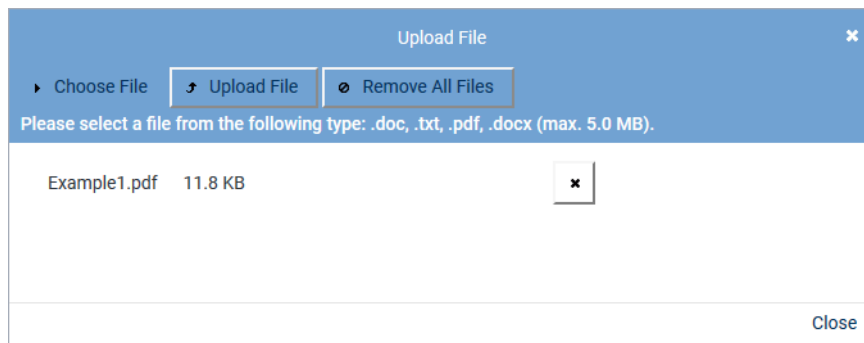 Upload File
Choose File Upload File Remove All Files
Please select a file from the following type: .doc, .txt, .pdf, .docx (max. 5.0 MB).
Example1.pdf 11.8 KB
Close